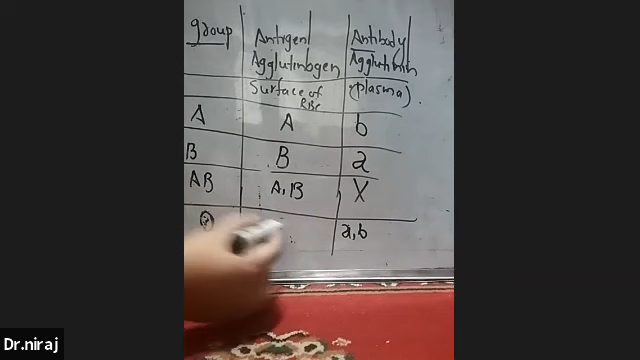 group Antigen Antibody
Agglutinogen Agglutinin
Surface of RBC (plasma)
A A b
B B a
AB A,B X
O a,b
Dr.niraj